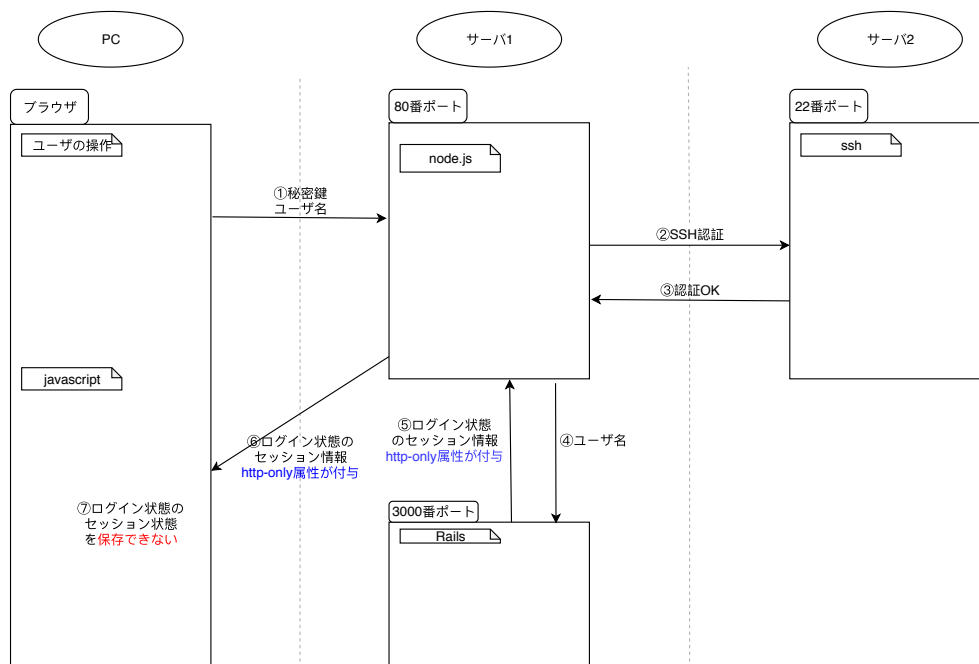 PC
サーバ1
サーバ2
ブラウザ
80番ポート
22番ポート
ユーザの操作
node.js
ssh
①秘密鍵
ユーザ名
②SSH認証
③認証OK
javascript
⑥ログイン状態の
セッション情報
http-only属性が付与
⑤ログイン状態
のセッション情報
http-only属性が付与
④ユーザ名
⑦ログイン状態の
セッション状態
を保存できない
3000番ポート
Rails